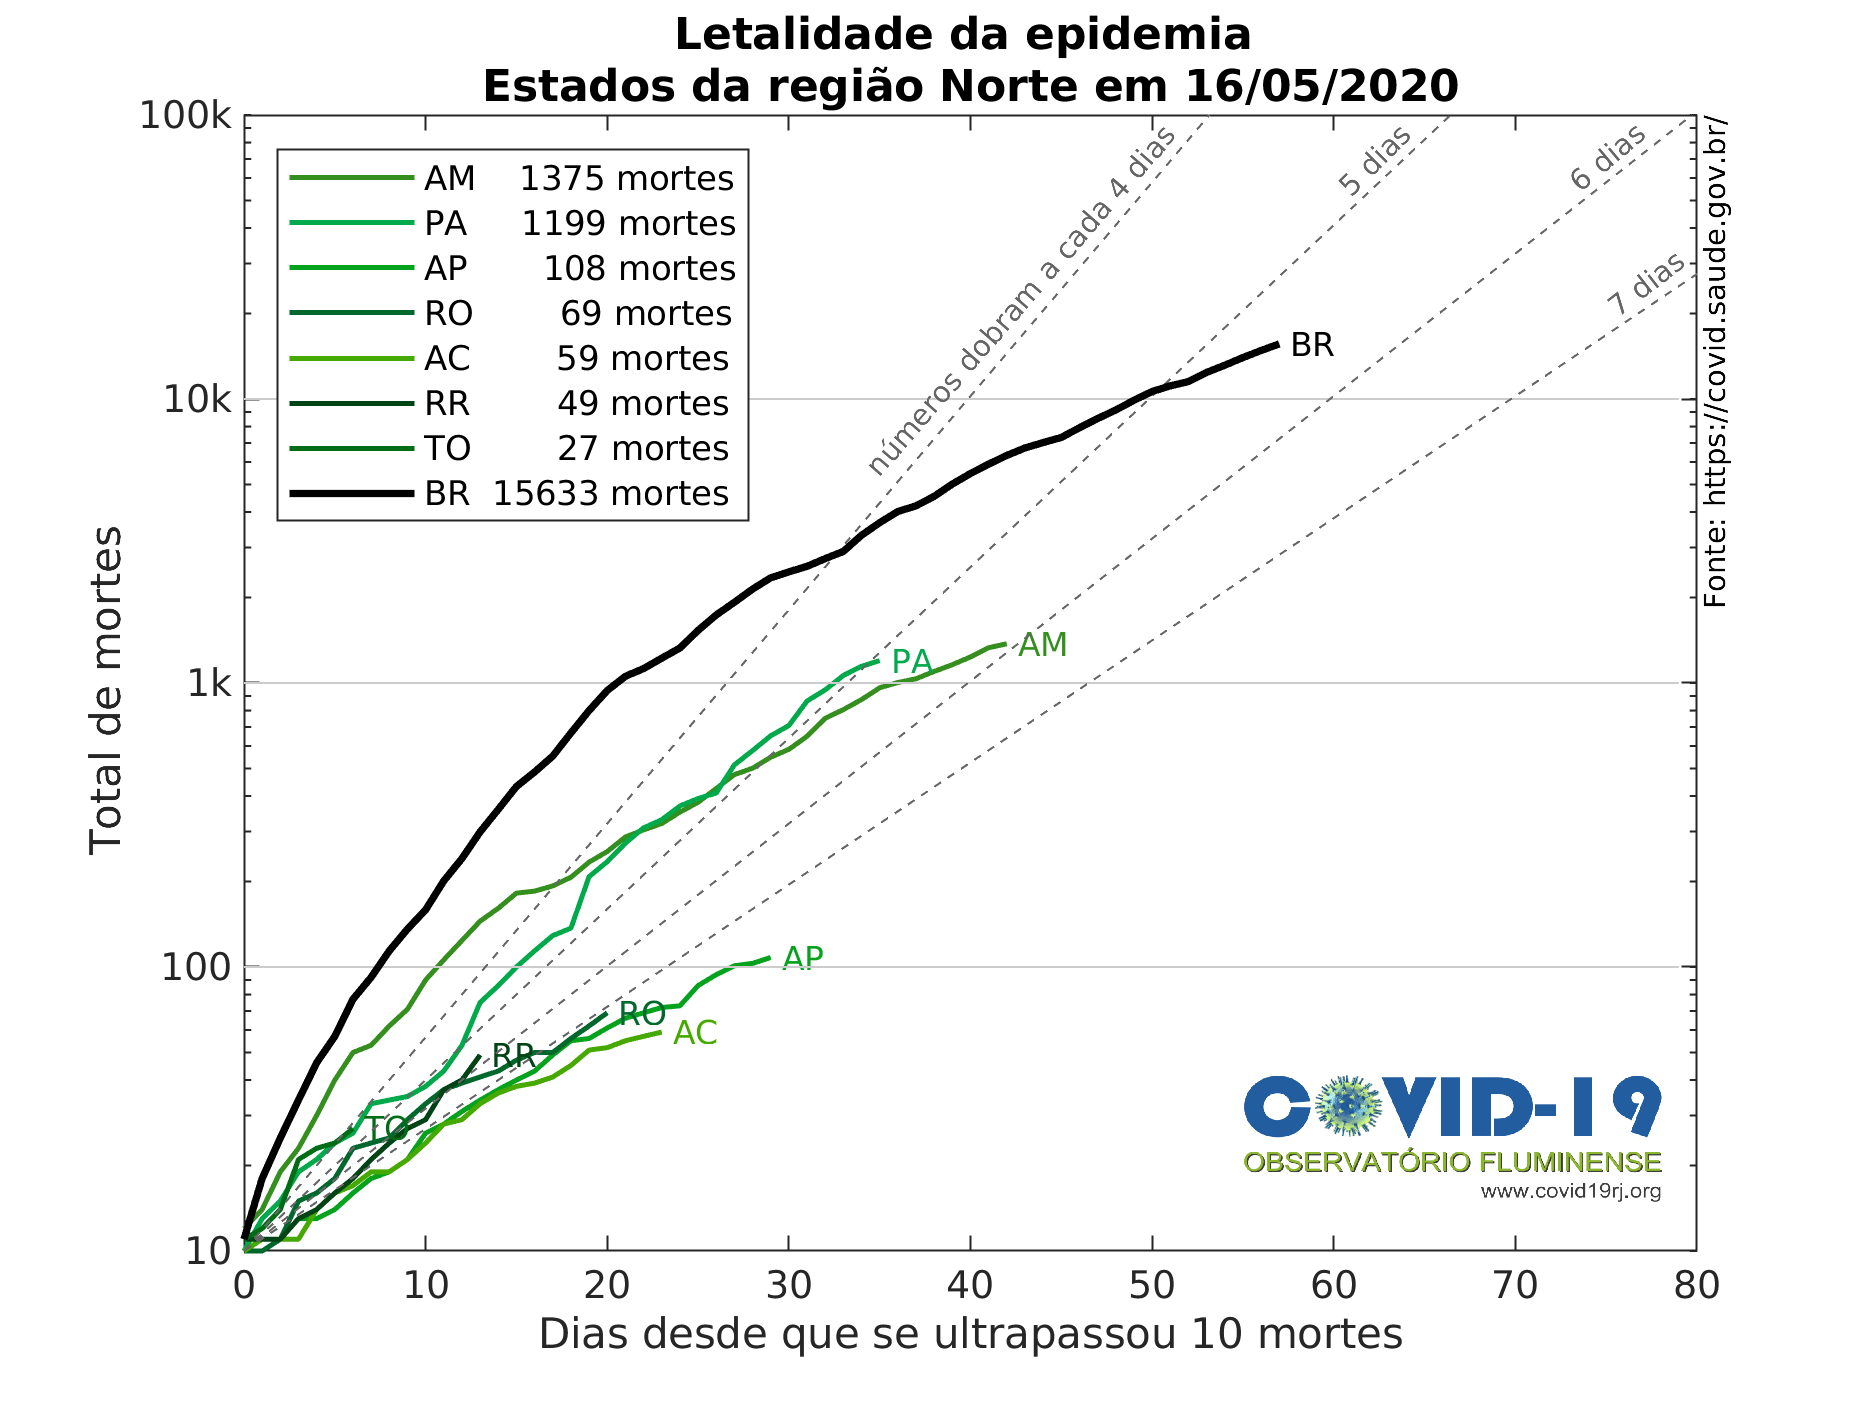 Letalidade da epidemia
Estados da região Norte em 16/05/2020
100k
10k
1k
100
10
Total de mortes
AM 1375 mortes
PA 1199 mortes
AP 108 mortes
RO 69 mortes
AC 59 mortes
RR 49 mortes
TO 27 mortes
BR 15633 mortes
números dobram a cada 4 dias
5 dias
6 dias
7 dias
BR
AM
PA
AP
RO
AC
RR
TO
Fonte: https://covid.saude.gov.br/
COVID-19
OBSERVATÓRIO FLUMINENSE
www.covid19rj.org
0 10 20 30 40 50 60 70 80
Dias desde que se ultrapassou 10 mortes